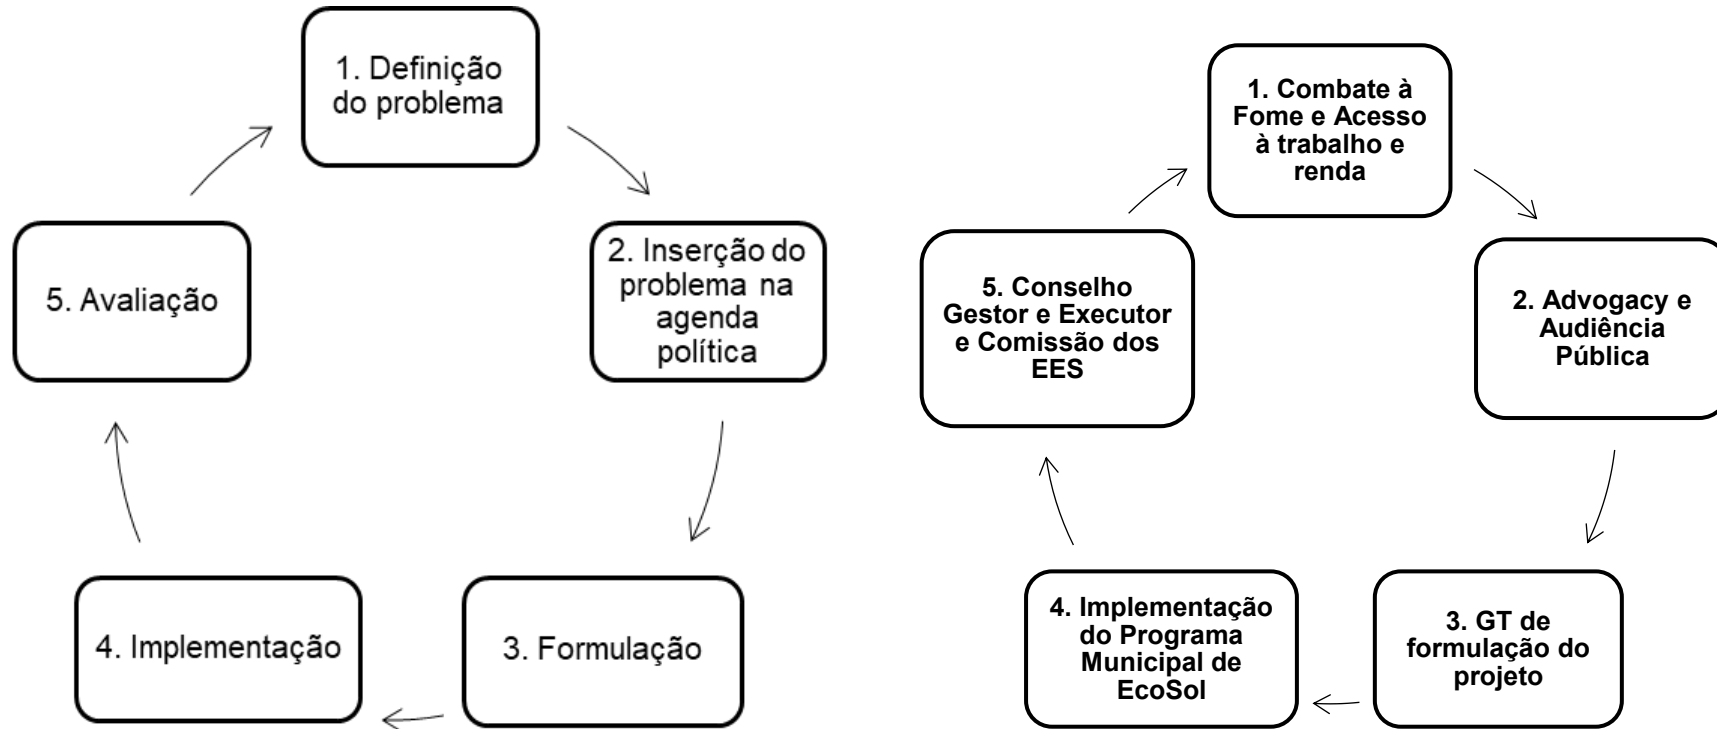 1. Definição
do problema
2. Inserção do
problema na
agenda
política
3. Formulação
4. Implementação
5. Avaliação
1. Combate à
Fome e Acesso
à trabalho e
renda
2. Advogacy e
Audiência
Pública
3. GT de
formulação do
projeto
4. Implementação
do Programa
Municipal de
EcoSol
5. Conselho
Gestor e Executor
e Comissão dos
EES